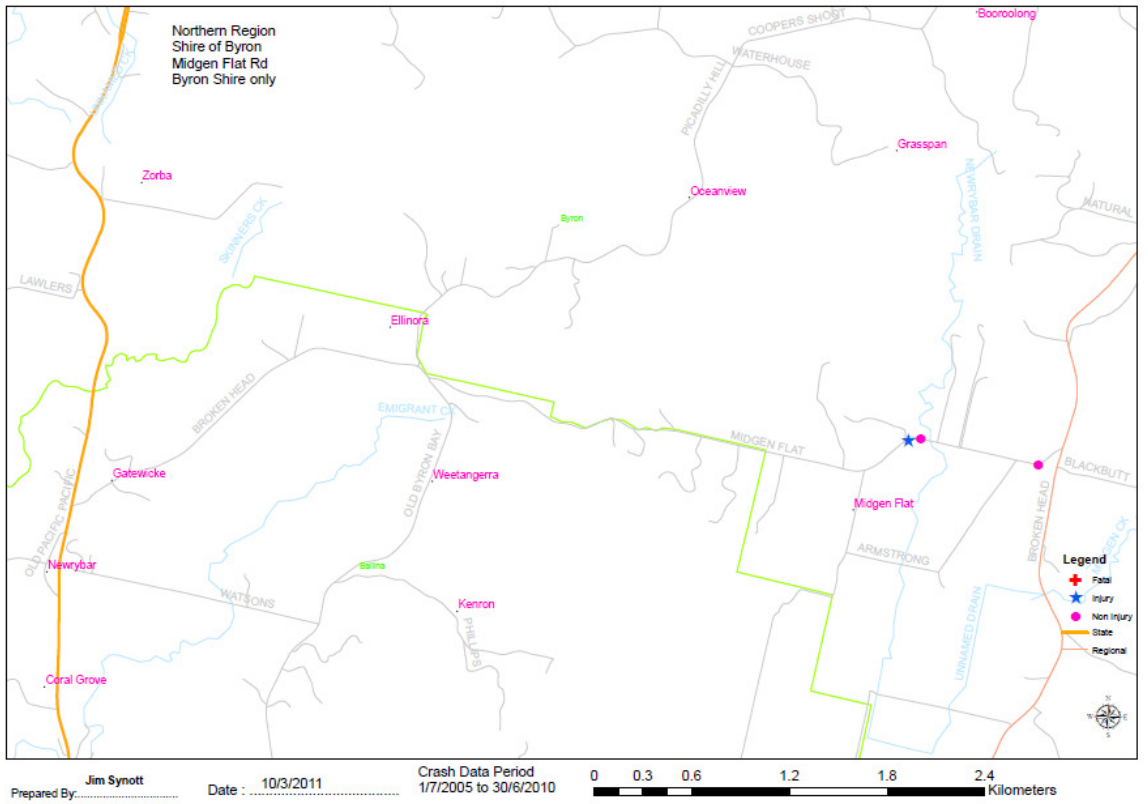 Northern Region
Shire of Byron
Midgen Flat Rd
Byron Shire only
Booroolong
COOPERS SHOOT
WATERHOUSE
PICADILLY HILL
Grasspan
Zorba
Oceanview
NEWRYBAR DRAIN
NATURAL
Byron
SKINNERS CK
LAWLERS
Ellinora
BROKEN HEAD
EMIGRANT CK
MIDGEN FLAT
OLD BYRON BAY
Gatewicke
Weetangerra
BLACKBUTT
Midgen Flat
OLD PACIFIC PACIFIC
BROKEN HEAD
ARMSTRONG
Newrybar
Ballina
WATSONS
Kenron
PHILLIPS
UNNAMED DRAIN
Coral Grove
Legend
Fatal
Injury
Non Injury
State
Regional
N
W E
S
Prepared By: Jim Synott
Date : 10/3/2011
Crash Data Period
1/7/2005 to 30/6/2010
0 0.3 0.6 1.2 1.8 2.4
Kilometers